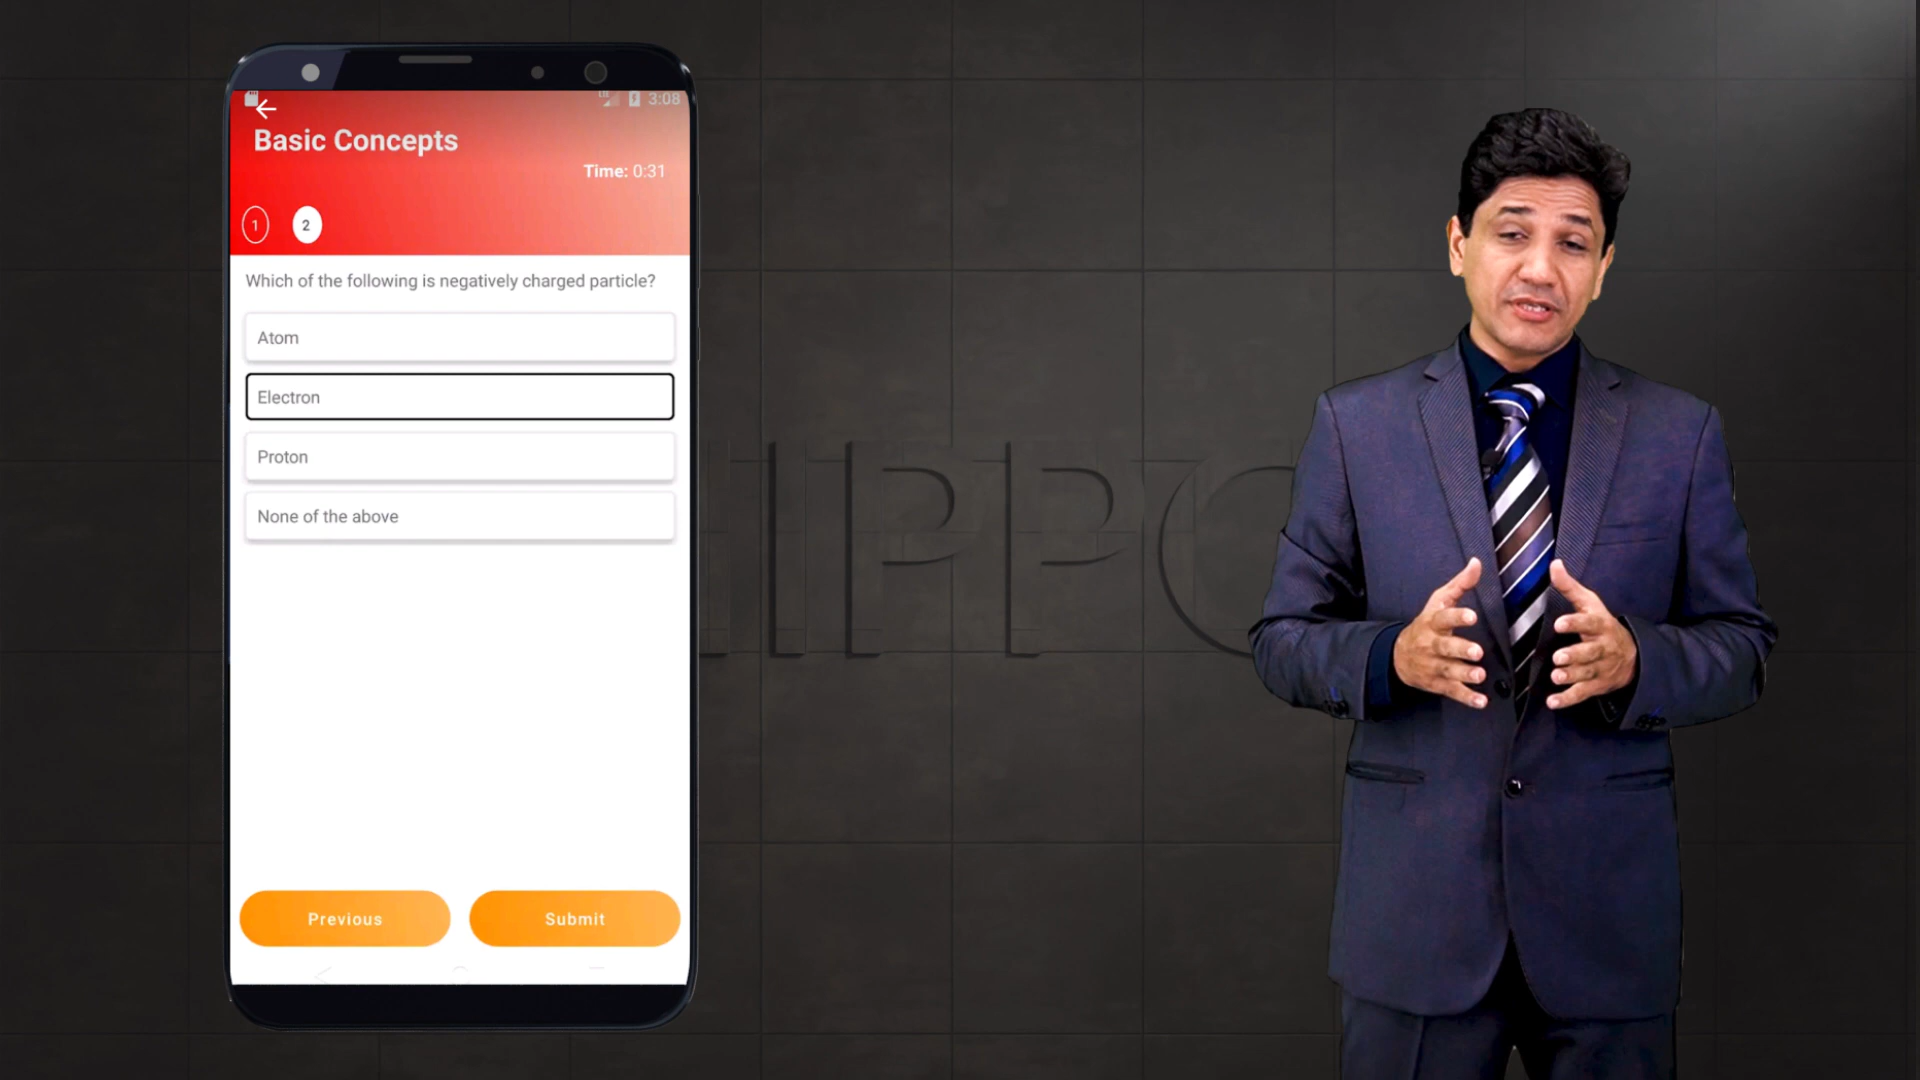 3:08
Basic Concepts
Time: 0:31
1 2
Which of the following is negatively charged particle?
Atom
Electron
Proton
None of the above
Previous Submit